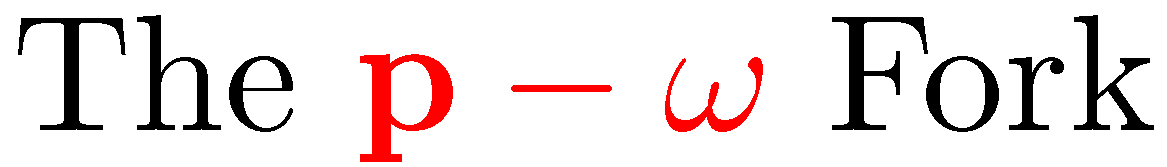 The p − ω Fork